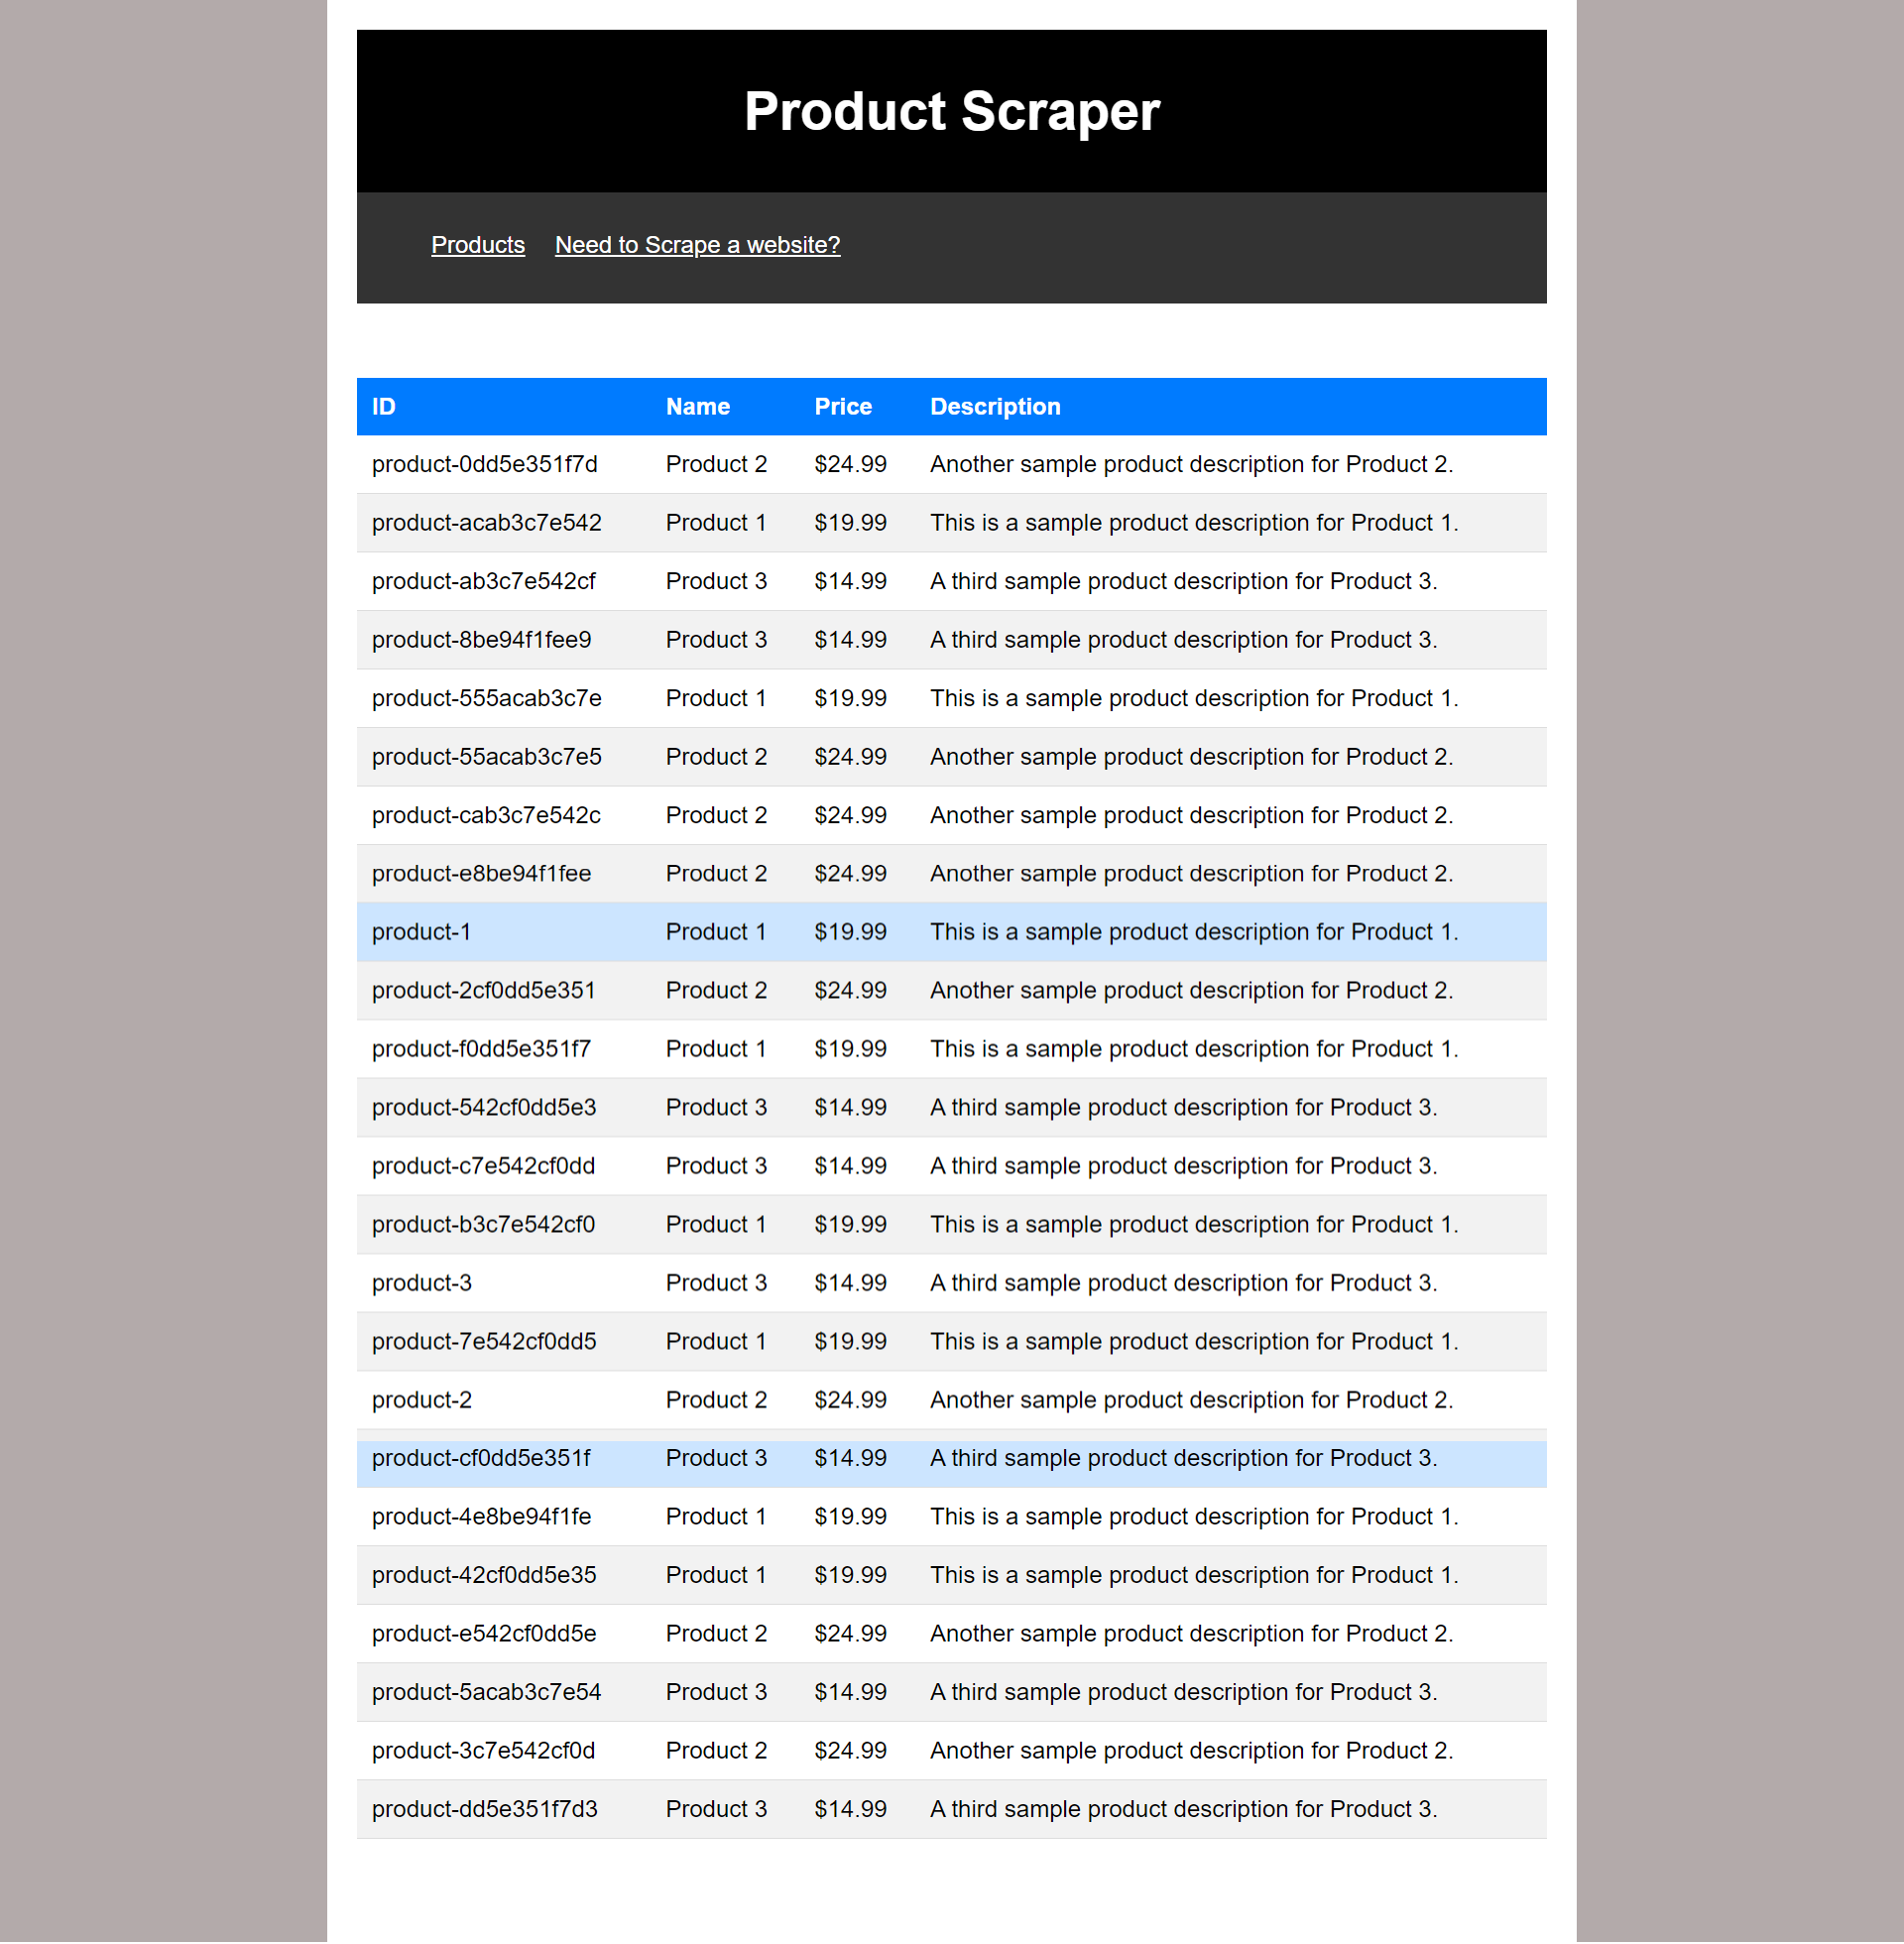 Product Scraper
Products Need to Scrape a website?
ID Name Price Description
product-0dd5e351f7d Product 2 $24.99 Another sample product description for Product 2.
product-acab3c7e542 Product 1 $19.99 This is a sample product description for Product 1.
product-ab3c7e542cf Product 3 $14.99 A third sample product description for Product 3.
product-8be94f1fee9 Product 3 $14.99 A third sample product description for Product 3.
product-555acab3c7e Product 1 $19.99 This is a sample product description for Product 1.
product-55acab3c7e5 Product 2 $24.99 Another sample product description for Product 2.
product-cab3c7e542c Product 2 $24.99 Another sample product description for Product 2.
product-e8be94f1fee Product 2 $24.99 Another sample product description for Product 2.
product-1 Product 1 $19.99 This is a sample product description for Product 1.
product-2cf0dd5e351 Product 2 $24.99 Another sample product description for Product 2.
product-f0dd5e351f7 Product 1 $19.99 This is a sample product description for Product 1.
product-542cf0dd5e3 Product 3 $14.99 A third sample product description for Product 3.
product-c7e542cf0dd Product 3 $14.99 A third sample product description for Product 3.
product-b3c7e542cf0 Product 1 $19.99 This is a sample product description for Product 1.
product-3 Product 3 $14.99 A third sample product description for Product 3.
product-7e542cf0dd5 Product 1 $19.99 This is a sample product description for Product 1.
product-2 Product 2 $24.99 Another sample product description for Product 2.
product-cf0dd5e351f Product 3 $14.99 A third sample product description for Product 3.
product-4e8be94f1fe Product 1 $19.99 This is a sample product description for Product 1.
product-42cf0dd5e35 Product 1 $19.99 This is a sample product description for Product 1.
product-e542cf0dd5e Product 2 $24.99 Another sample product description for Product 2.
product-5acab3c7e54 Product 3 $14.99 A third sample product description for Product 3.
product-3c7e542cf0d Product 2 $24.99 Another sample product description for Product 2.
product-dd5e351f7d3 Product 3 $14.99 A third sample product description for Product 3.